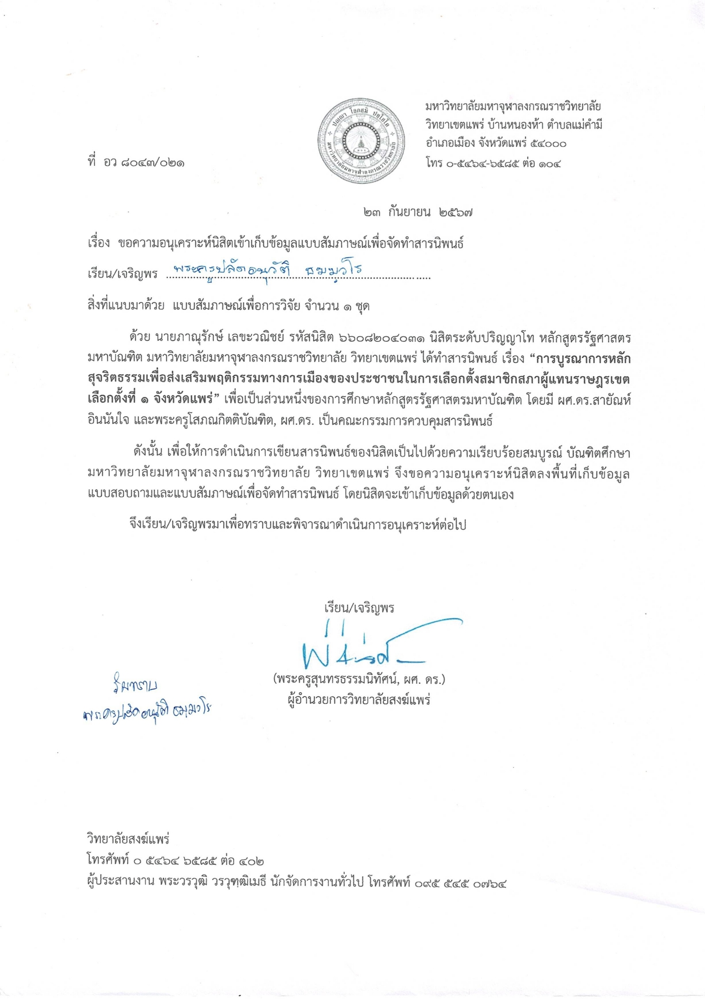 มหาวิทยาลัยมหาจุฬาลงกรณราชวิทยาลัย
วิทยาเขตแพร่ บ้านหนองห้า ตำบลแม่คำมี
อำเภอเมือง จังหวัดแพร่ ๕๔๐๐๐
โทร ๐-๕๔๖๔-๖๕๘๕ ต่อ ๑๐๔
ปญฺญา โลกสฺมิ ปชฺโชโต
มหาวิทยาลัยมหาจุฬาลงกรณราชวิทยาลัย
ที่ อว ๘๐๔๓/๐๒๑
๒๓ กันยายน ๒๕๖๗
เรื่อง ขอความอนุเคราะห์นิสิตเข้าเก็บข้อมูลแบบสัมภาษณ์เพื่อจัดทำสารนิพนธ์
เรียน/เจริญพร พระครูปลัดอนุวัติ ธมฺมวโร
สิ่งที่แนบมาด้วย แบบสัมภาษณ์เพื่อการวิจัย จำนวน ๑ ชุด
ด้วย นายภาณุรักษ์ เลขะวณิชย์ รหัสนิสิต ๖๖๐๘๒๐๔๐๓๑ นิสิตระดับปริญญาโท หลักสูตรรัฐศาสตร
มหาบัณฑิต มหาวิทยาลัยมหาจุฬาลงกรณราชวิทยาลัย วิทยาเขตแพร่ ได้ทำสารนิพนธ์ เรื่อง “การบูรณาการหลัก
สุจริตธรรมเพื่อส่งเสริมพฤติกรรมทางการเมืองของประชาชนในการเลือกตั้งสมาชิกสภาผู้แทนราษฎรเขต
เลือกตั้งที่ ๑ จังหวัดแพร่” เพื่อเป็นส่วนหนึ่งของการศึกษาหลักสูตรรัฐศาสตรมหาบัณฑิต โดยมี ผศ.ดร.สายัณห์
อินนันใจ และพระครูโสภณกิตติบัณฑิต, ผศ.ดร. เป็นคณะกรรมการควบคุมสารนิพนธ์
ดังนั้น เพื่อให้การดำเนินการเขียนสารนิพนธ์ของนิสิตเป็นไปด้วยความเรียบร้อยสมบูรณ์ บัณฑิตศึกษา
มหาวิทยาลัยมหาจุฬาลงกรณราชวิทยาลัย วิทยาเขตแพร่ จึงขอความอนุเคราะห์นิสิตลงพื้นที่เก็บข้อมูล
แบบสอบถามและแบบสัมภาษณ์เพื่อจัดทำสารนิพนธ์ โดยนิสิตจะเข้าเก็บข้อมูลด้วยตนเอง
จึงเรียน/เจริญพรมาเพื่อทราบและพิจารณาดำเนินการอนุเคราะห์ต่อไป
เรียน/เจริญพร
(พระครูสุนทรธรรมนิทัศน์, ผศ. ดร.)
ผู้อำนวยการวิทยาลัยสงฆ์แพร่
รับทราบ
พระครูปลัดอนุวัติ ธมฺมวโร
วิทยาลัยสงฆ์แพร่
โทรศัพท์ ๐ ๕๔๖๔ ๖๕๘๕ ต่อ ๔๐๒
ผู้ประสานงาน พระวรวุฒิ วรวุฑฺฒิเมธี นักจัดการงานทั่วไป โทรศัพท์ ๐๙๕ ๕๔๕ ๐๗๖๔